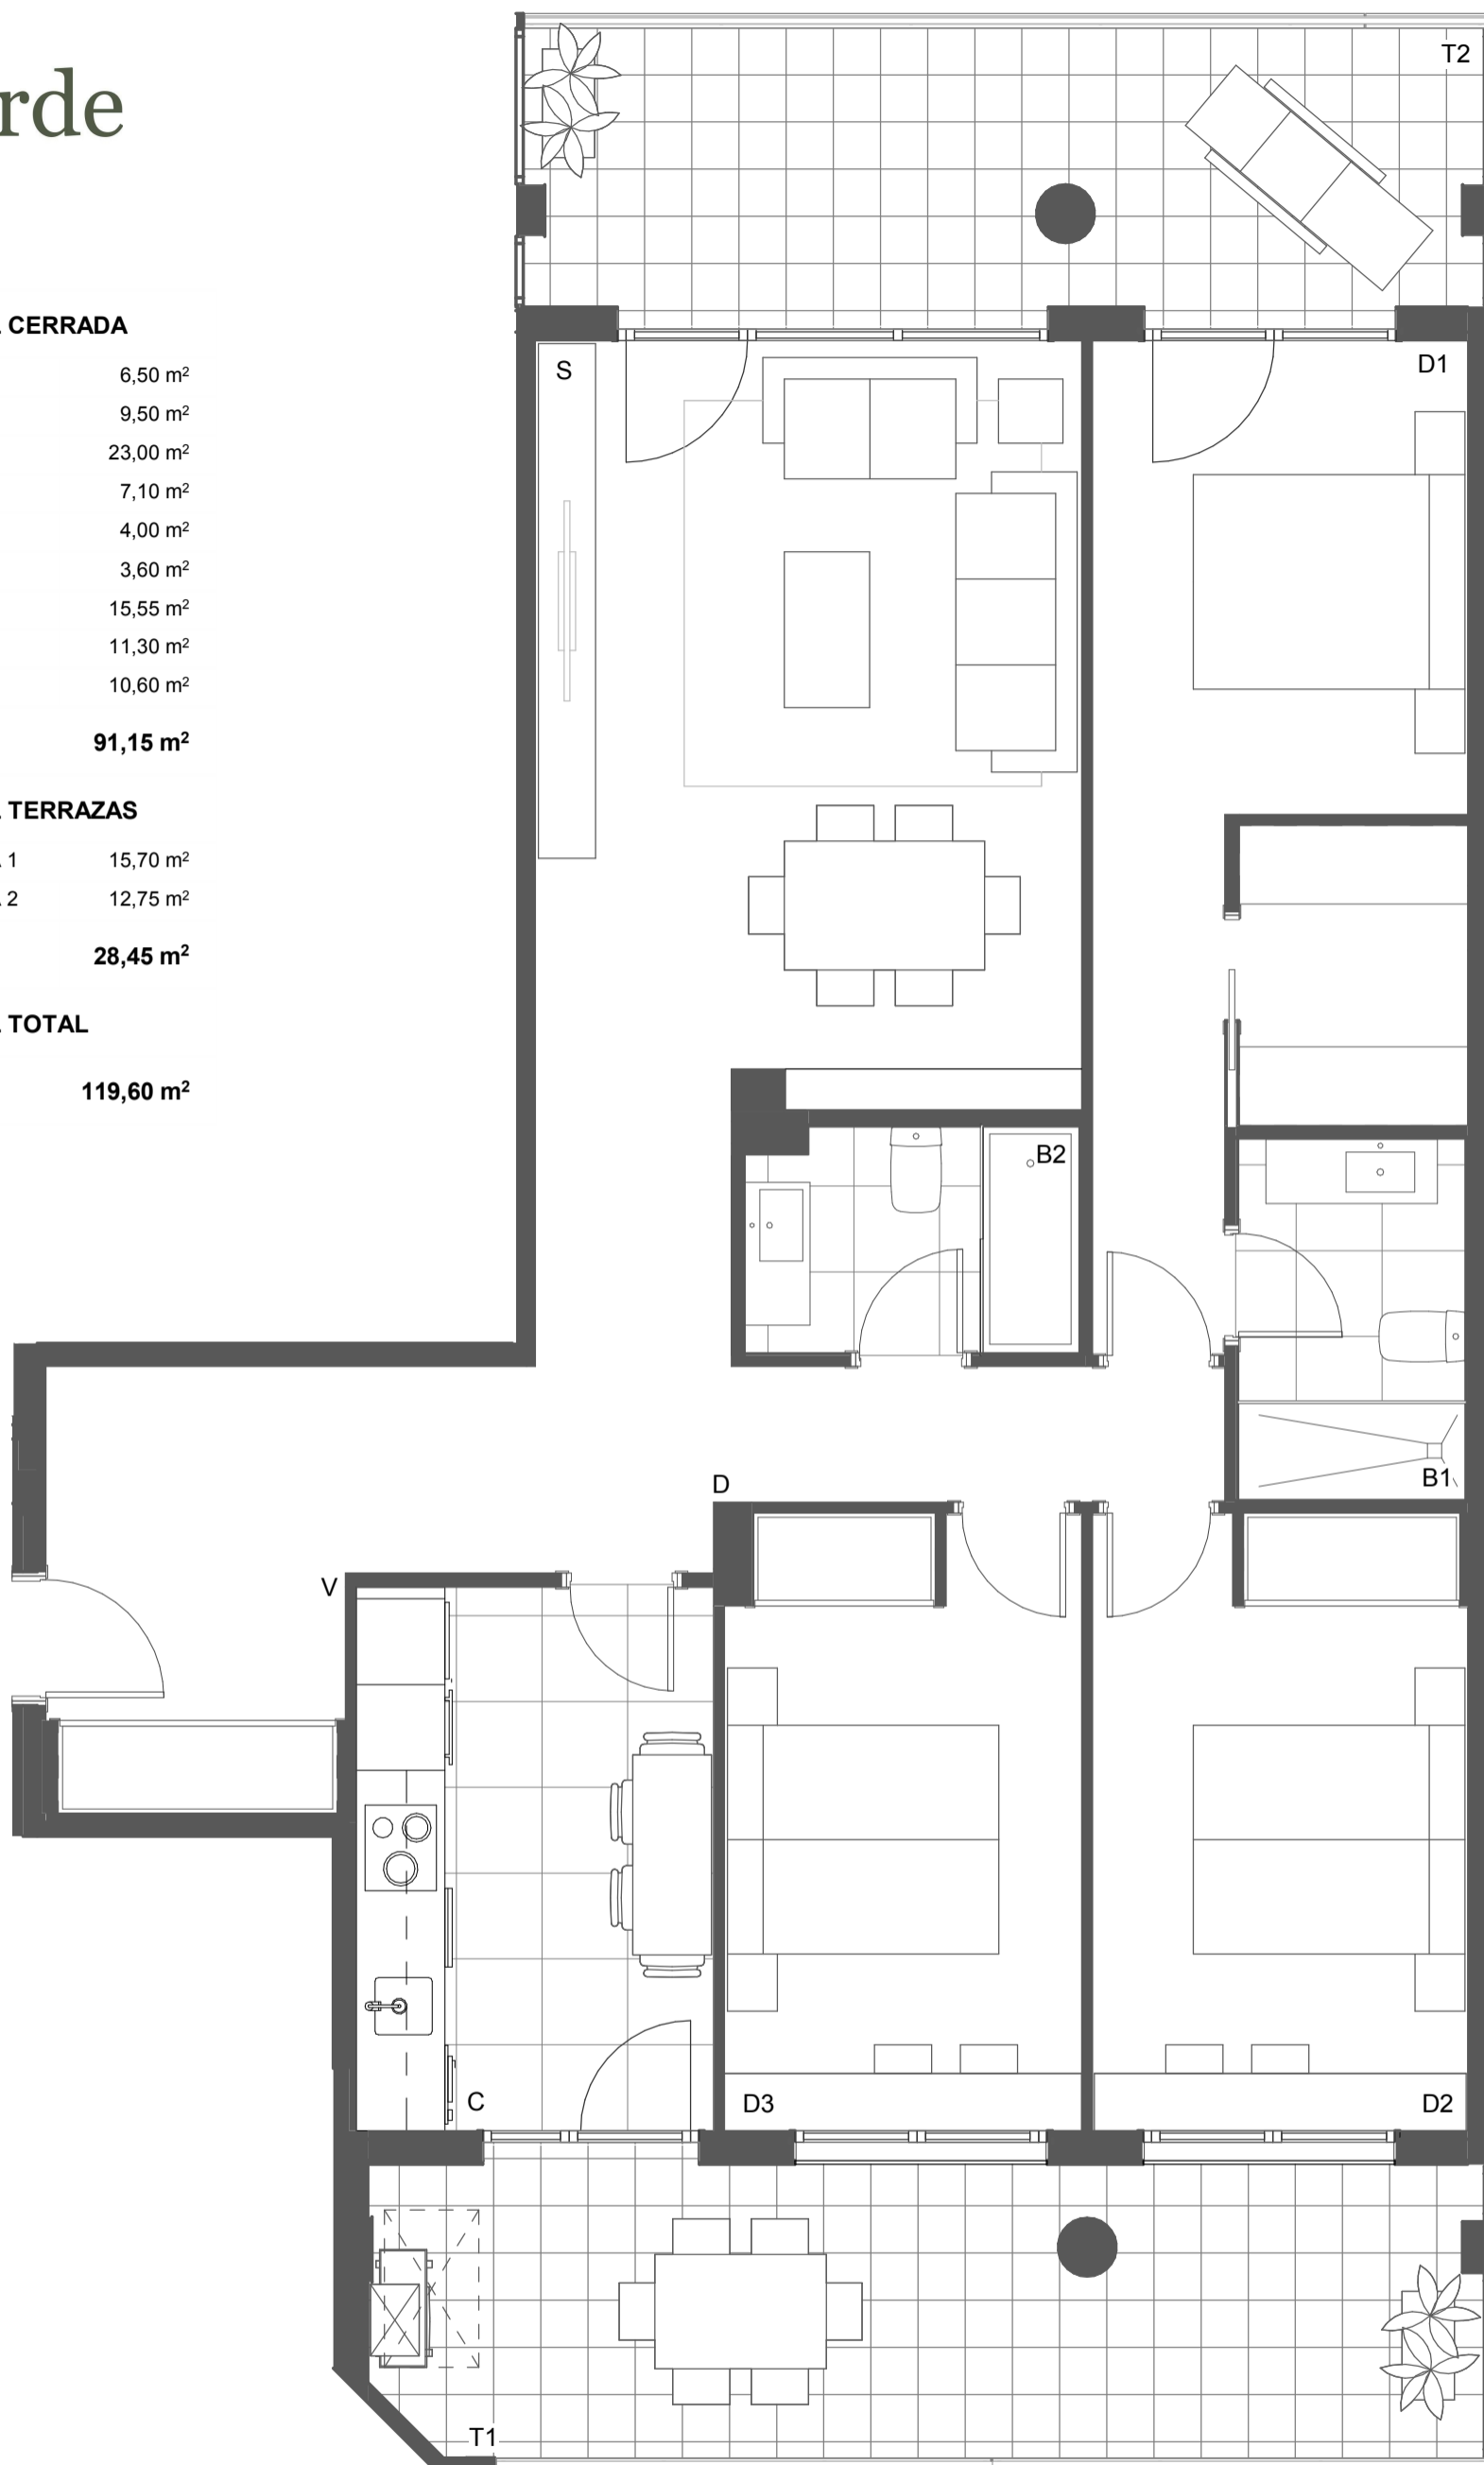 rde
CERRADA
6,50 m²
9,50 m²
23,00 m²
7,10 m²
4,00 m²
3,60 m²
15,55 m²
11,30 m²
10,60 m²
91,15 m²
TERRAZAS
1 15,70 m²
2 12,75 m²
28,45 m²
TOTAL
119,60 m²
T2
S
D1
B2
B1
D
V
C
D3
D2
T1